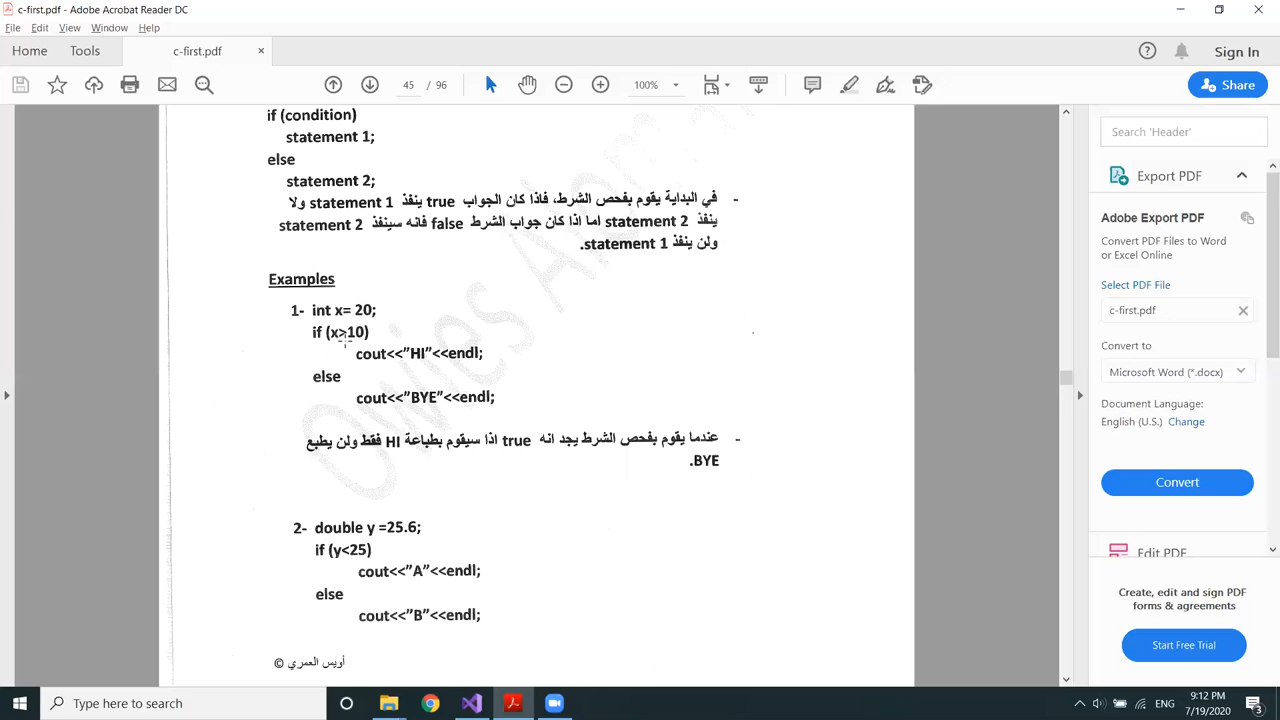 c-first.pdf - Adobe Acrobat Reader DC
File Edit View Window Help
Home Tools c-first.pdf × Sign In
45 / 96 100% Share
if (condition)
statement 1;
else
statement 2;
- في البداية يقوم بفحص الشرط، فاذا كان الجواب true ينفذ statement 1 ولا
ينفذ statement 2 اما اذا كان جواب الشرط false فانه سينفذ statement 2
ولن ينفذ statement 1.
Examples
1- int x= 20;
if (x>10)
cout<<"HI"<<endl;
else
cout<<"BYE"<<endl;
- عندما يقوم بفحص الشرط يجد انه true اذا سيقوم بطباعة HI فقط ولن يطبع
BYE.
2- double y =25.6;
if (y<25)
cout<<"A"<<endl;
else
cout<<"B"<<endl;
© أويس العمري
Search 'Header'
Export PDF
Adobe Export PDF
Convert PDF Files to Word
or Excel Online
Select PDF File
c-first.pdf
Convert to
Microsoft Word (*.docx)
Document Language:
English (U.S.) Change
Convert
Edit PDF
Create, edit and sign PDF
forms & agreements
Start Free Trial
Type here to search
ENG
9:12 PM
7/19/2020
3